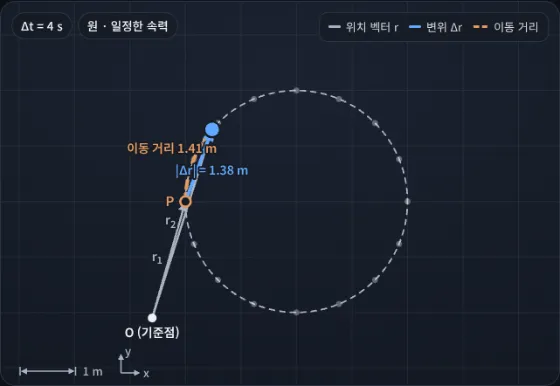 Δt = 4 s
원 · 일정한 속력
위치 벡터 r
변위 Δr
이동 거리
이동 거리 1.41 m
|Δr| = 1.38 m
P
r₂
r₁
O (기준점)
y
x
1 m